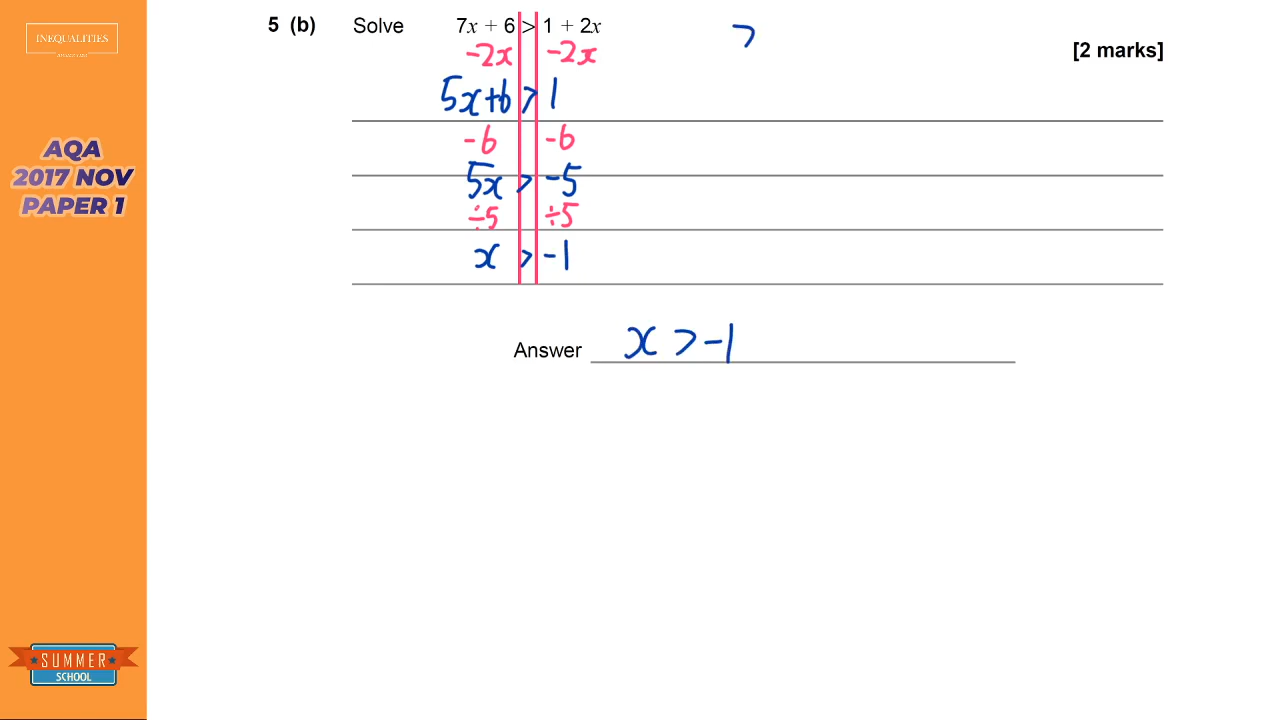 INEQUALITIES
AQA
2017 NOV
PAPER 1
SUMMER
SCHOOL
5 (b) Solve 7x + 6 > 1 + 2x
>
[2 marks]
-2x -2x
5x+6 > 1
-6 -6
5x > -5
÷5 ÷5
x > -1
Answer x > -1